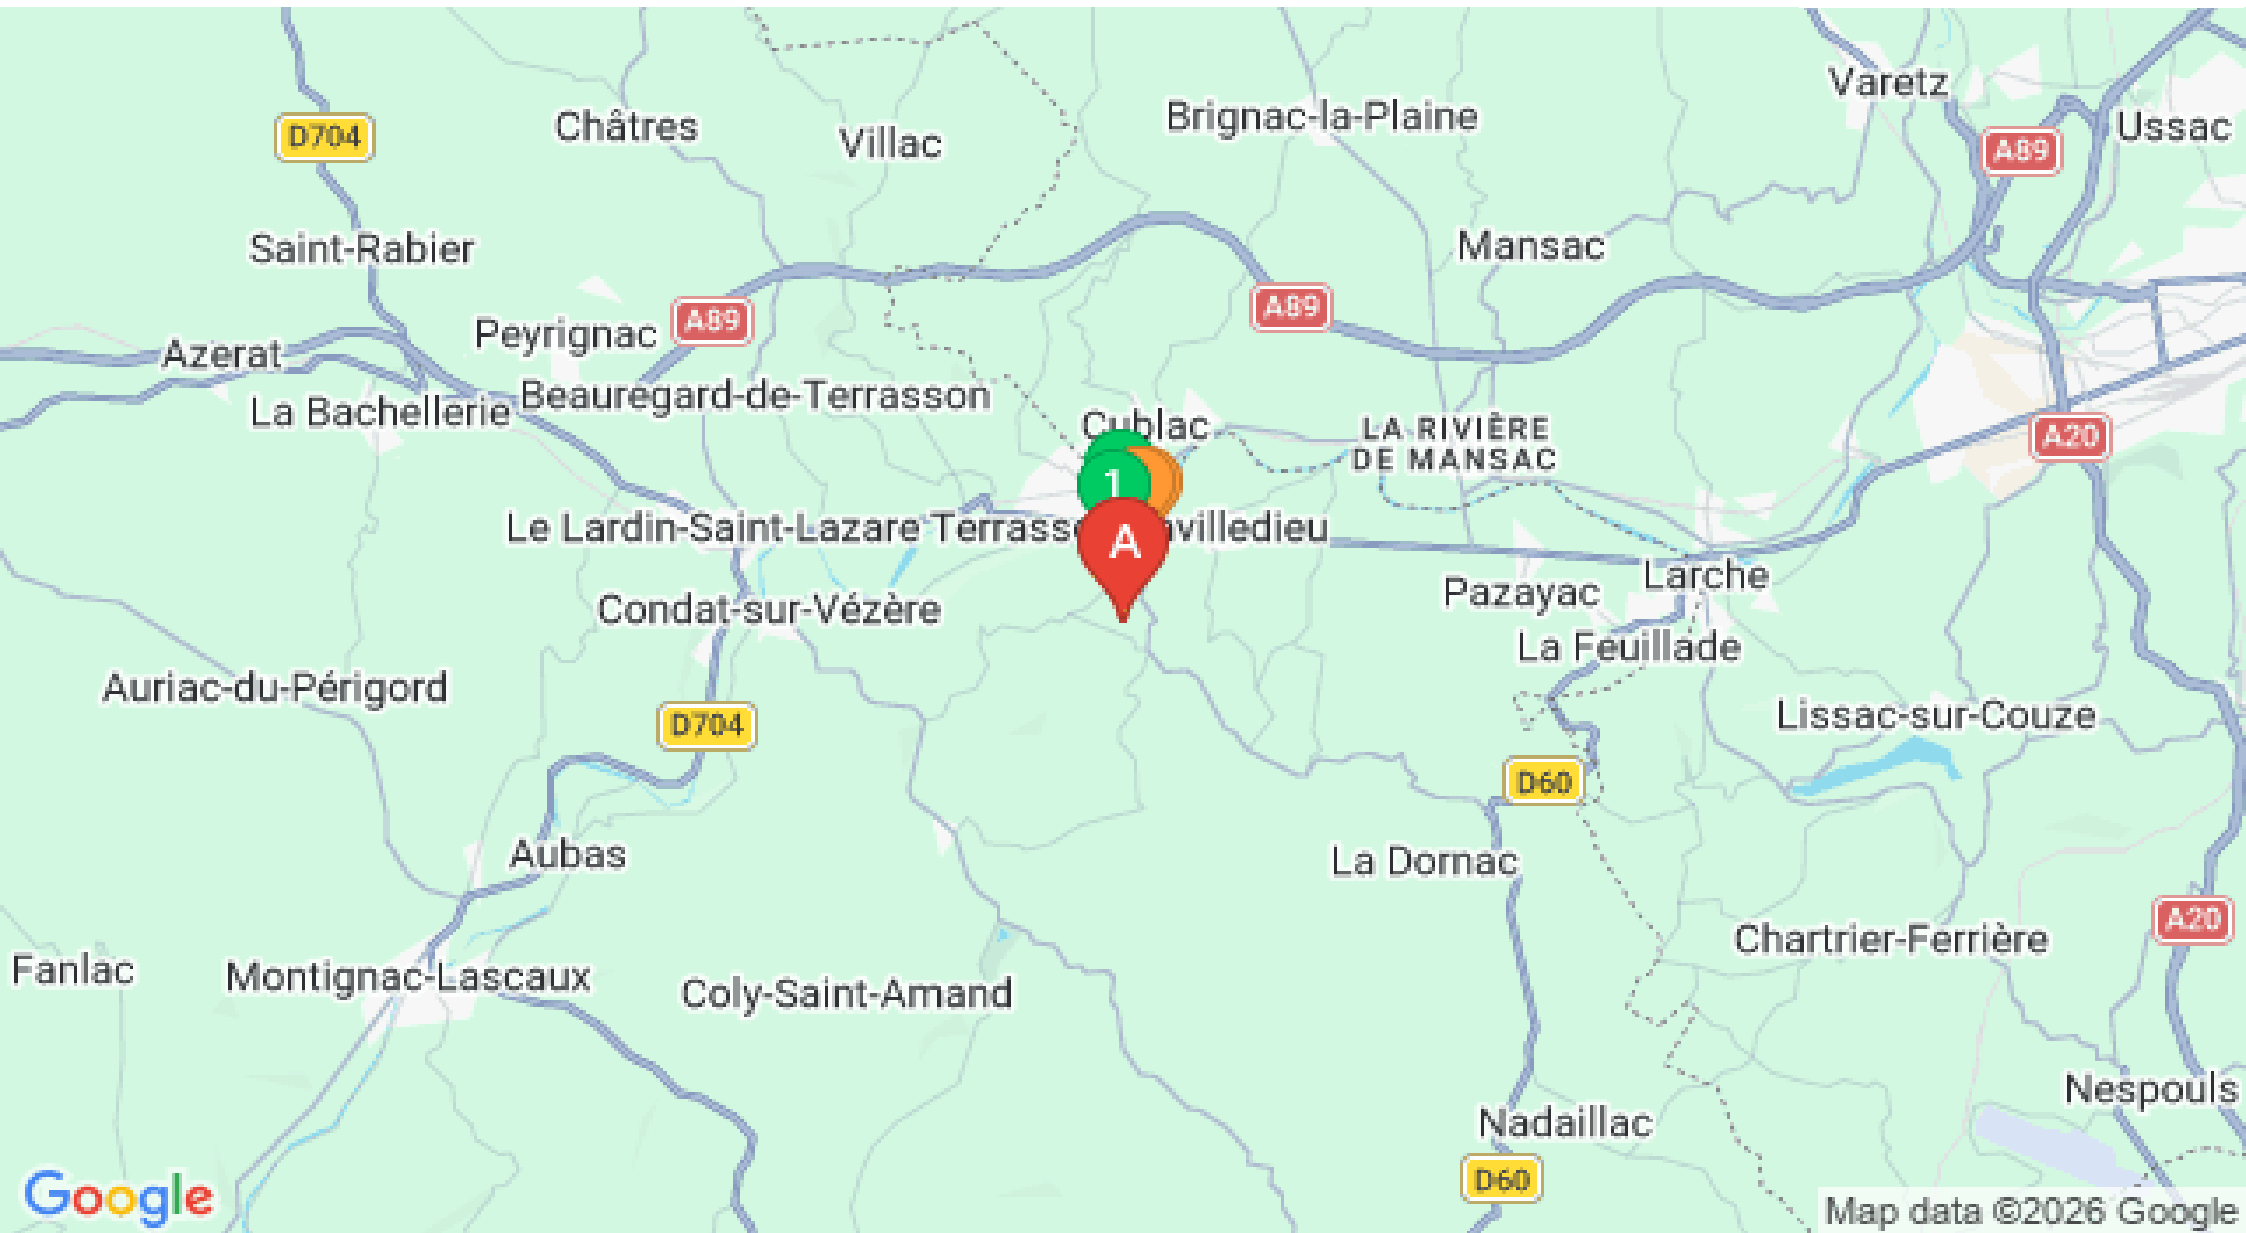 Varetz
Châtres
Brignac-la-Plaine
Ussac
D704
Villac
A89
Saint-Rabier
Mansac
A89
A89
Peyrignac
Azerat
Beauregard-de-Terrasson
La Bachellerie
Cublac
LA RIVIÈRE
DE MANSAC
A20
1
Le Lardin-Saint-Lazare
A
Pazayac
Larche
Condat-sur-Vézère
La Feuillade
Auriac-du-Périgord
D704
Lissac-sur-Couze
D60
Aubas
La Dornac
A20
Chartrier-Ferrière
Fanlac
Montignac-Lascaux
Coly-Saint-Amand
Nespouls
Nadaillac
D60
Google
Map data ©2026 Google